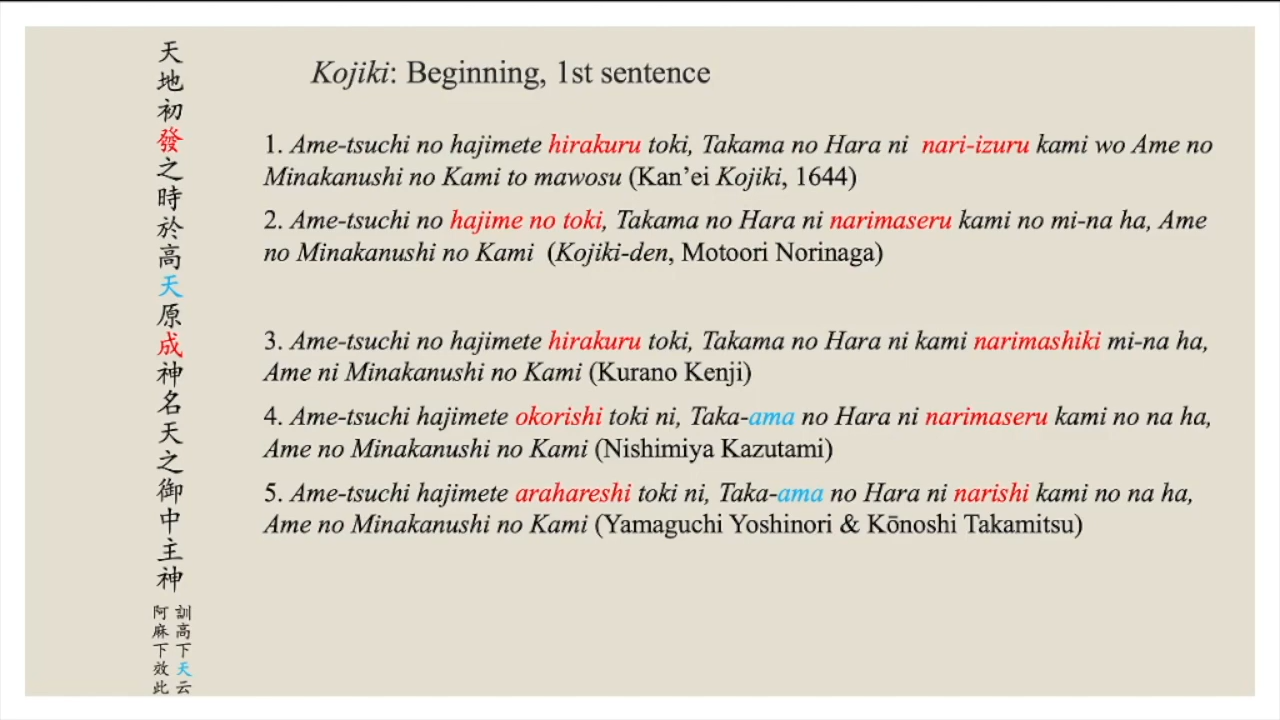 天地初發之時於高天原成神名天之御中主神
訓高下天云
阿麻下效此
Kojiki: Beginning, 1st sentence
1. Ame-tsuchi no hajimete hirakuru toki, Takama no Hara ni nari-izuru kami wo Ame no
Minakanushi no Kami to mawosu (Kan’ei Kojiki, 1644)
2. Ame-tsuchi no hajime no toki, Takama no Hara ni narimaseru kami no mi-na ha, Ame
no Minakanushi no Kami (Kojiki-den, Motoori Norinaga)
3. Ame-tsuchi no hajimete hirakuru toki, Takama no Hara ni kami narimashiki mi-na ha,
Ame ni Minakanushi no Kami (Kurano Kenji)
4. Ame-tsuchi hajimete okorishi toki ni, Taka-ama no Hara ni narimaseru kami no na ha,
Ame no Minakanushi no Kami (Nishimiya Kazutami)
5. Ame-tsuchi hajimete arahareshi toki ni, Taka-ama no Hara ni narishi kami no na ha,
Ame no Minakanushi no Kami (Yamaguchi Yoshinori & Kōnoshi Takamitsu)